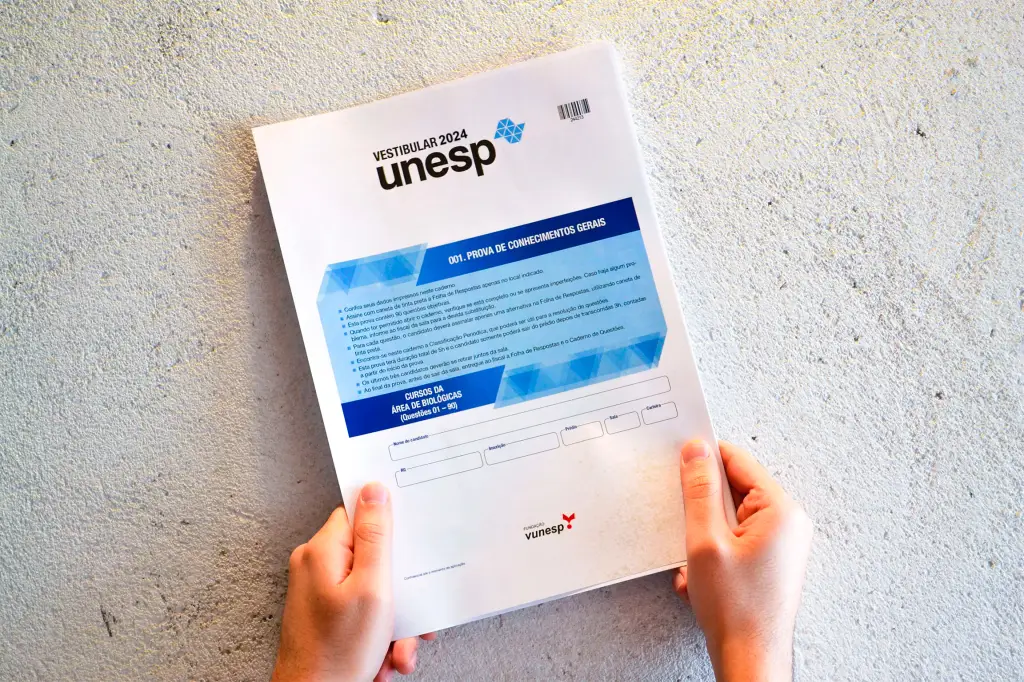 VESTIBULAR 2024
unesp
001. PROVA DE CONHECIMENTOS GERAIS
Confira seus dados impressos neste caderno.
Assine com caneta de tinta preta a Folha de Respostas apenas no local indicado.
Esta prova contém 90 questões objetivas.
Quando for permitido abrir o caderno, verifique se está completo ou se apresenta imperfeições. Caso haja algum pro-
blema, informe ao fiscal da sala para a devida substituição.
Para cada questão, o candidato deverá assinalar apenas uma alternativa na Folha de Respostas, utilizando caneta de
tinta preta.
Encontra-se neste caderno a Classificação Periódica, que poderá ser útil para a resolução de questões.
Esta prova terá duração total de 5h e o candidato somente poderá sair do prédio depois de transcorridas 3h, contadas
a partir do início da prova.
Os últimos três candidatos deverão se retirar juntos da sala.
Ao final da prova, antes de sair da sala, entregue ao fiscal a Folha de Respostas e o Caderno de Questões.
CURSOS DA
ÁREA DE BIOLÓGICAS
(Questões 01 – 90)
Nome do candidato
RG
Inscrição
Prédio
Sala
Carteira
FUNDAÇÃO
vunesp